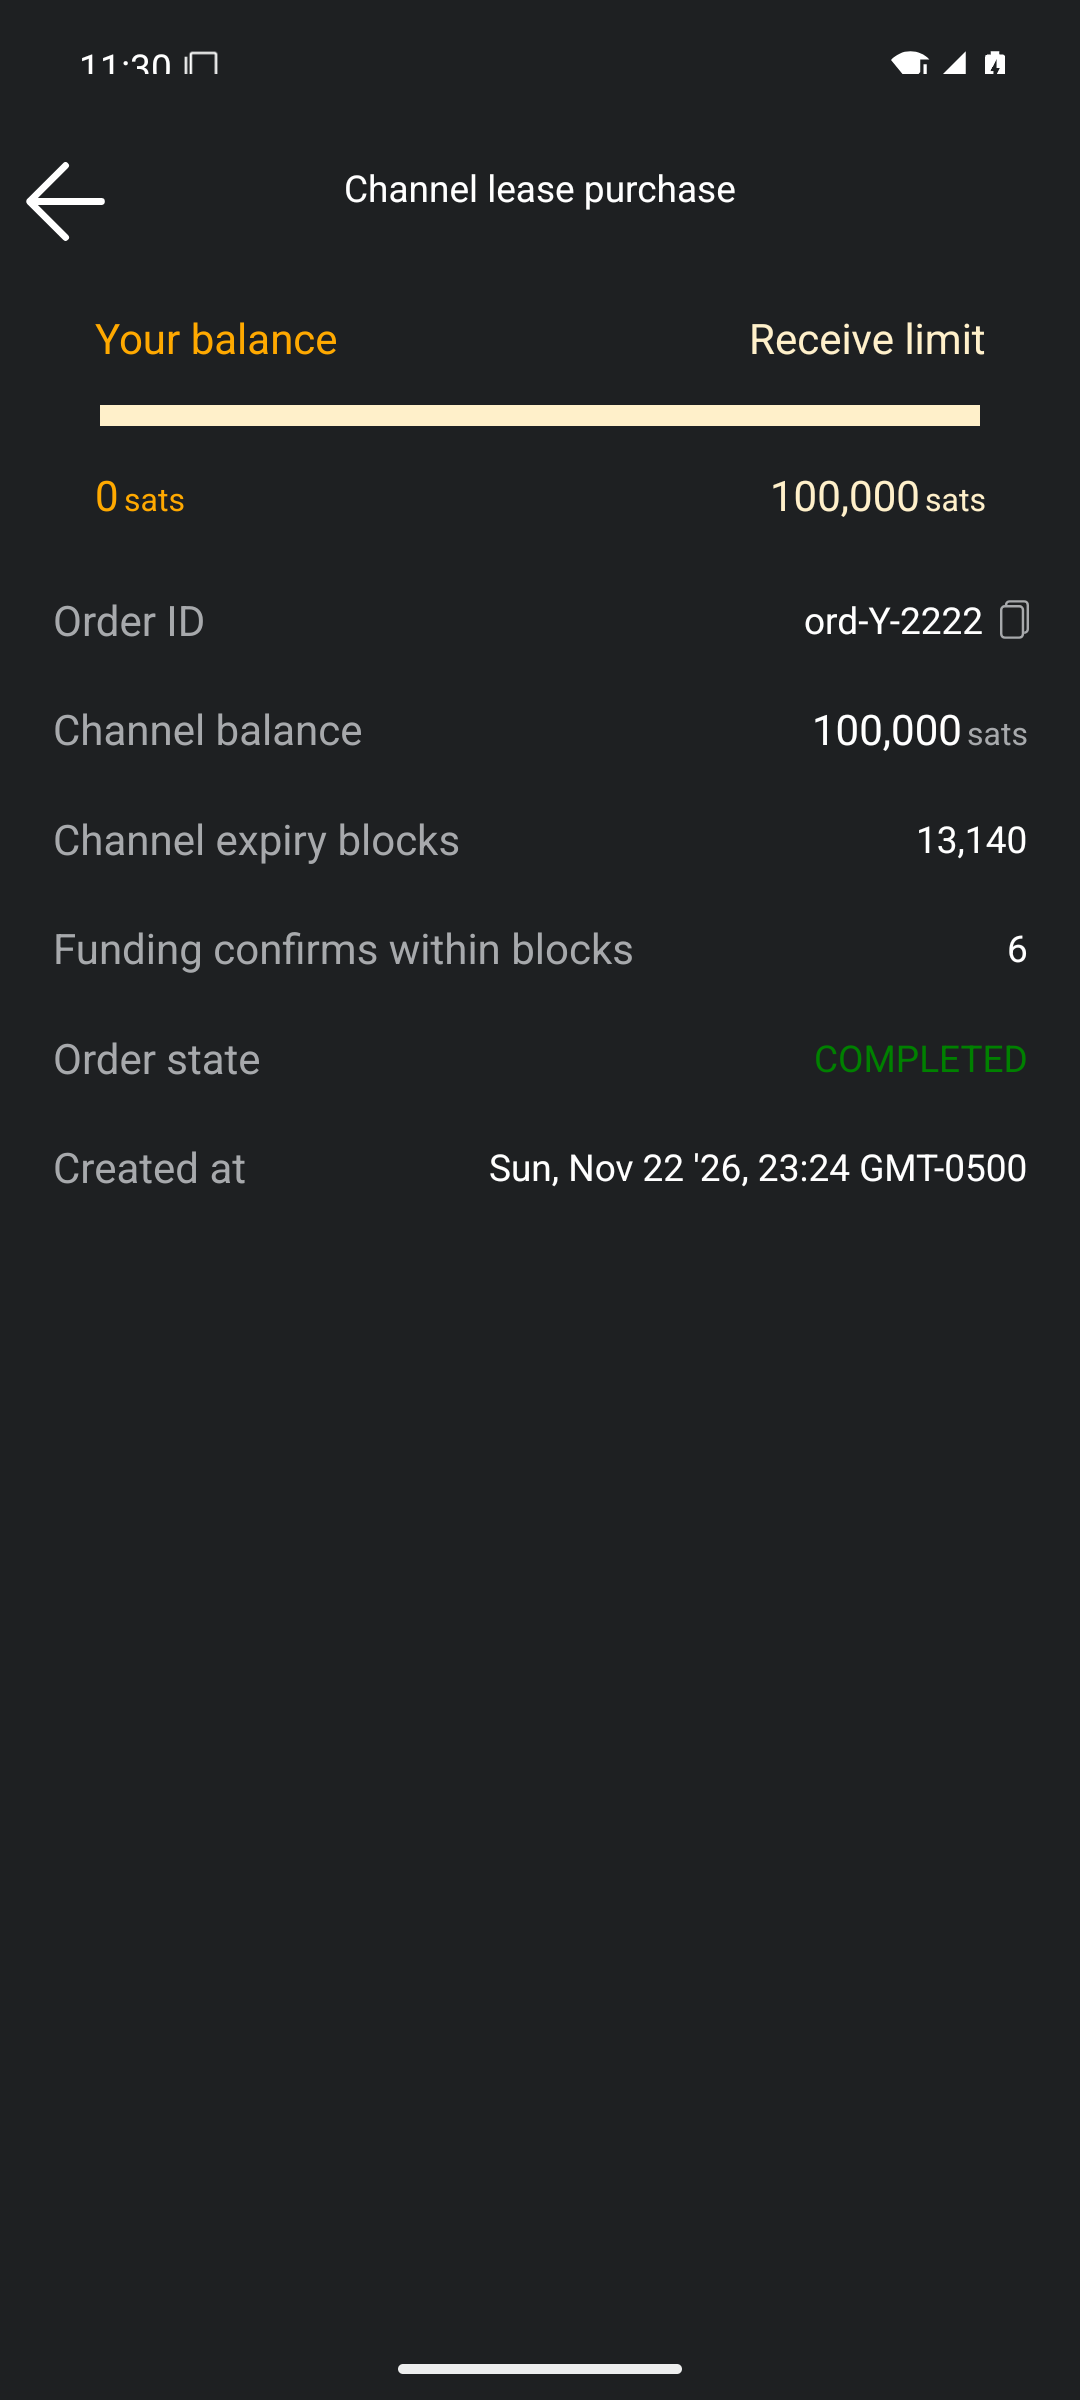 11:30
Channel lease purchase
Your balance Receive limit
0 sats 100,000 sats
Order ID ord-Y-2222
Channel balance 100,000 sats
Channel expiry blocks 13,140
Funding confirms within blocks 6
Order state COMPLETED
Created at Sun, Nov 22 '26, 23:24 GMT-0500